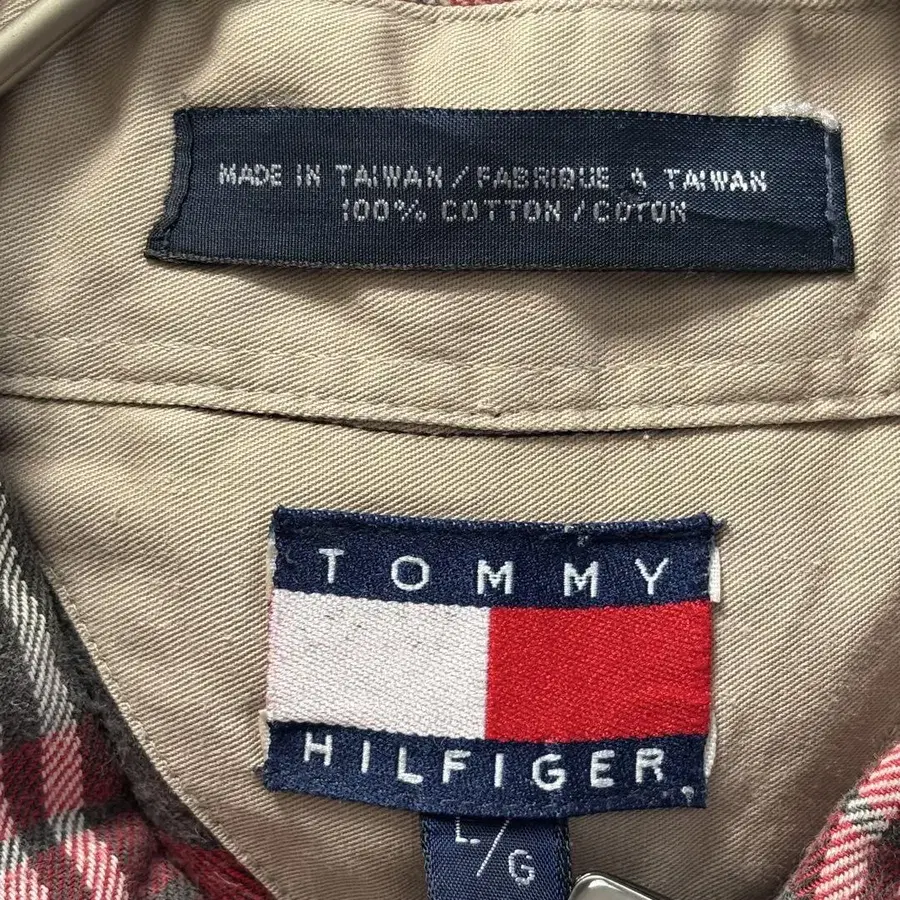 MADE IN TAIWAN / FABRIQUE A TAIWAN
100% COTTON / COTON
TOMMY
HILFIGER
L/G